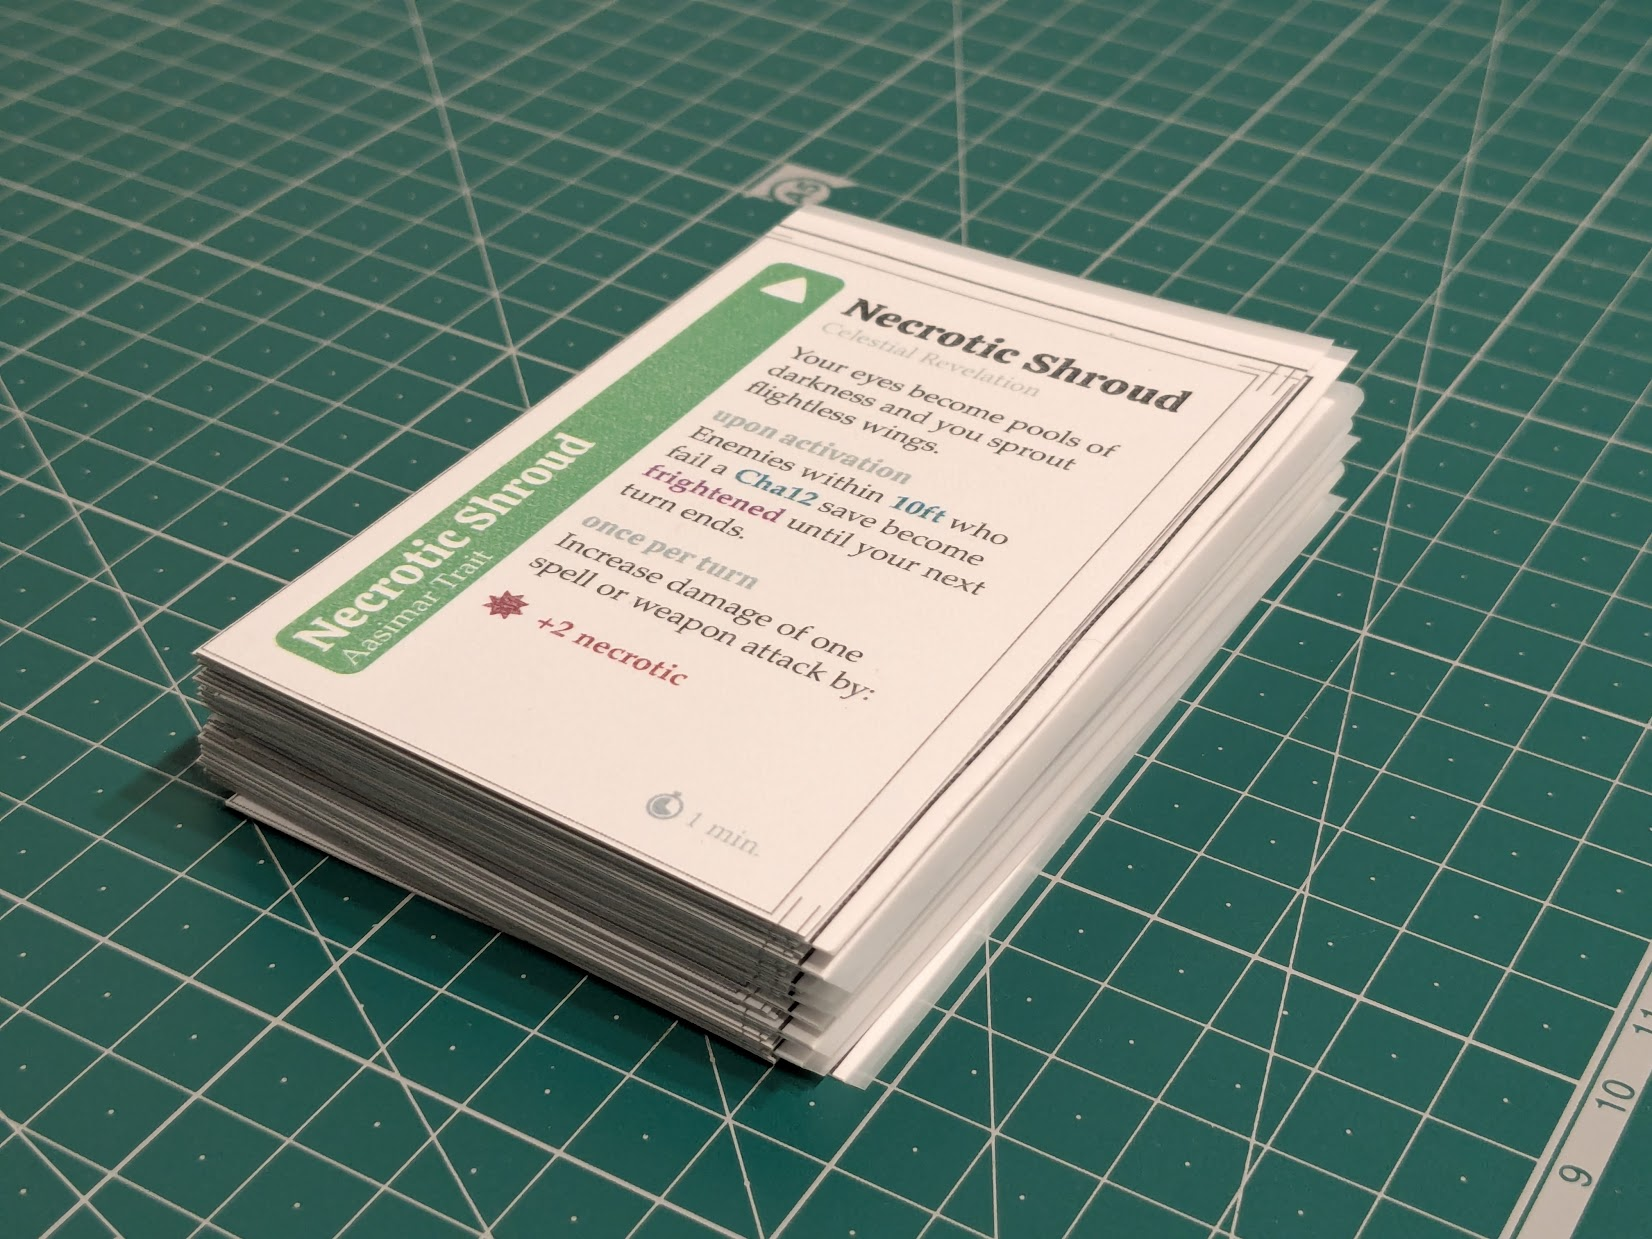 Necrotic Shroud
Aasimar Trait
Necrotic Shroud
Celestial Revelation
Your eyes become pools of
darkness and you sprout
flightless wings.
upon activation
Enemies within 10ft who
fail a Cha12 save become
frightened until your next
turn ends.
once per turn
Increase damage of one
spell or weapon attack by:
+2 necrotic
1 min.
11
10
9